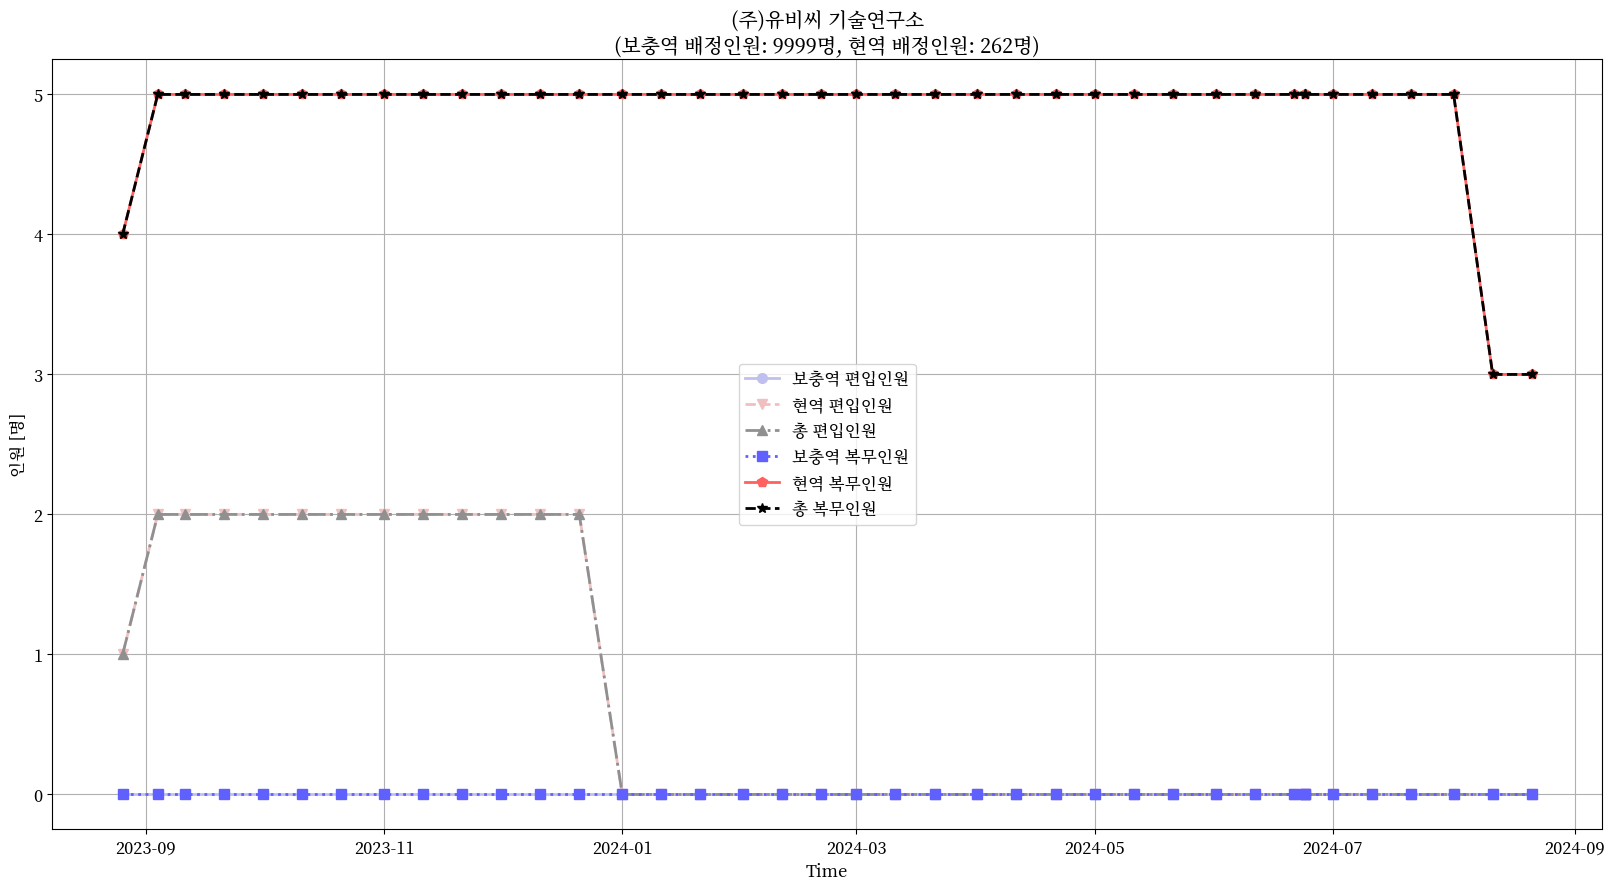 (주)유비씨 기술연구소
(보충역 배정인원: 9999명, 현역 배정인원: 262명)
5
4
3
2
1
0
인원 [명]
보충역 편입인원
현역 편입인원
총 편입인원
보충역 복무인원
현역 복무인원
총 복무인원
2023-09
2023-11
2024-01
2024-03
2024-05
2024-07
2024-09
Time